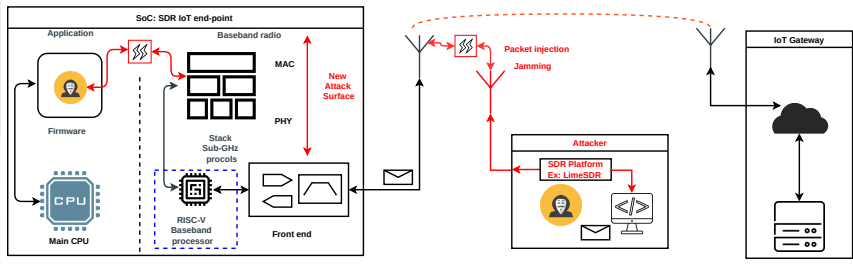 SoC: SDR IoT end-point
Application
Baseband radio
MAC
New
Attack
Surface
PHY
Firmware
Stack
Sub-GHz
procols
CPU
Main CPU
RISC-V
Baseband
processor
Front end
Packet injection
Jamming
Attacker
SDR Platform
Ex: LimeSDR
</>
IoT Gateway